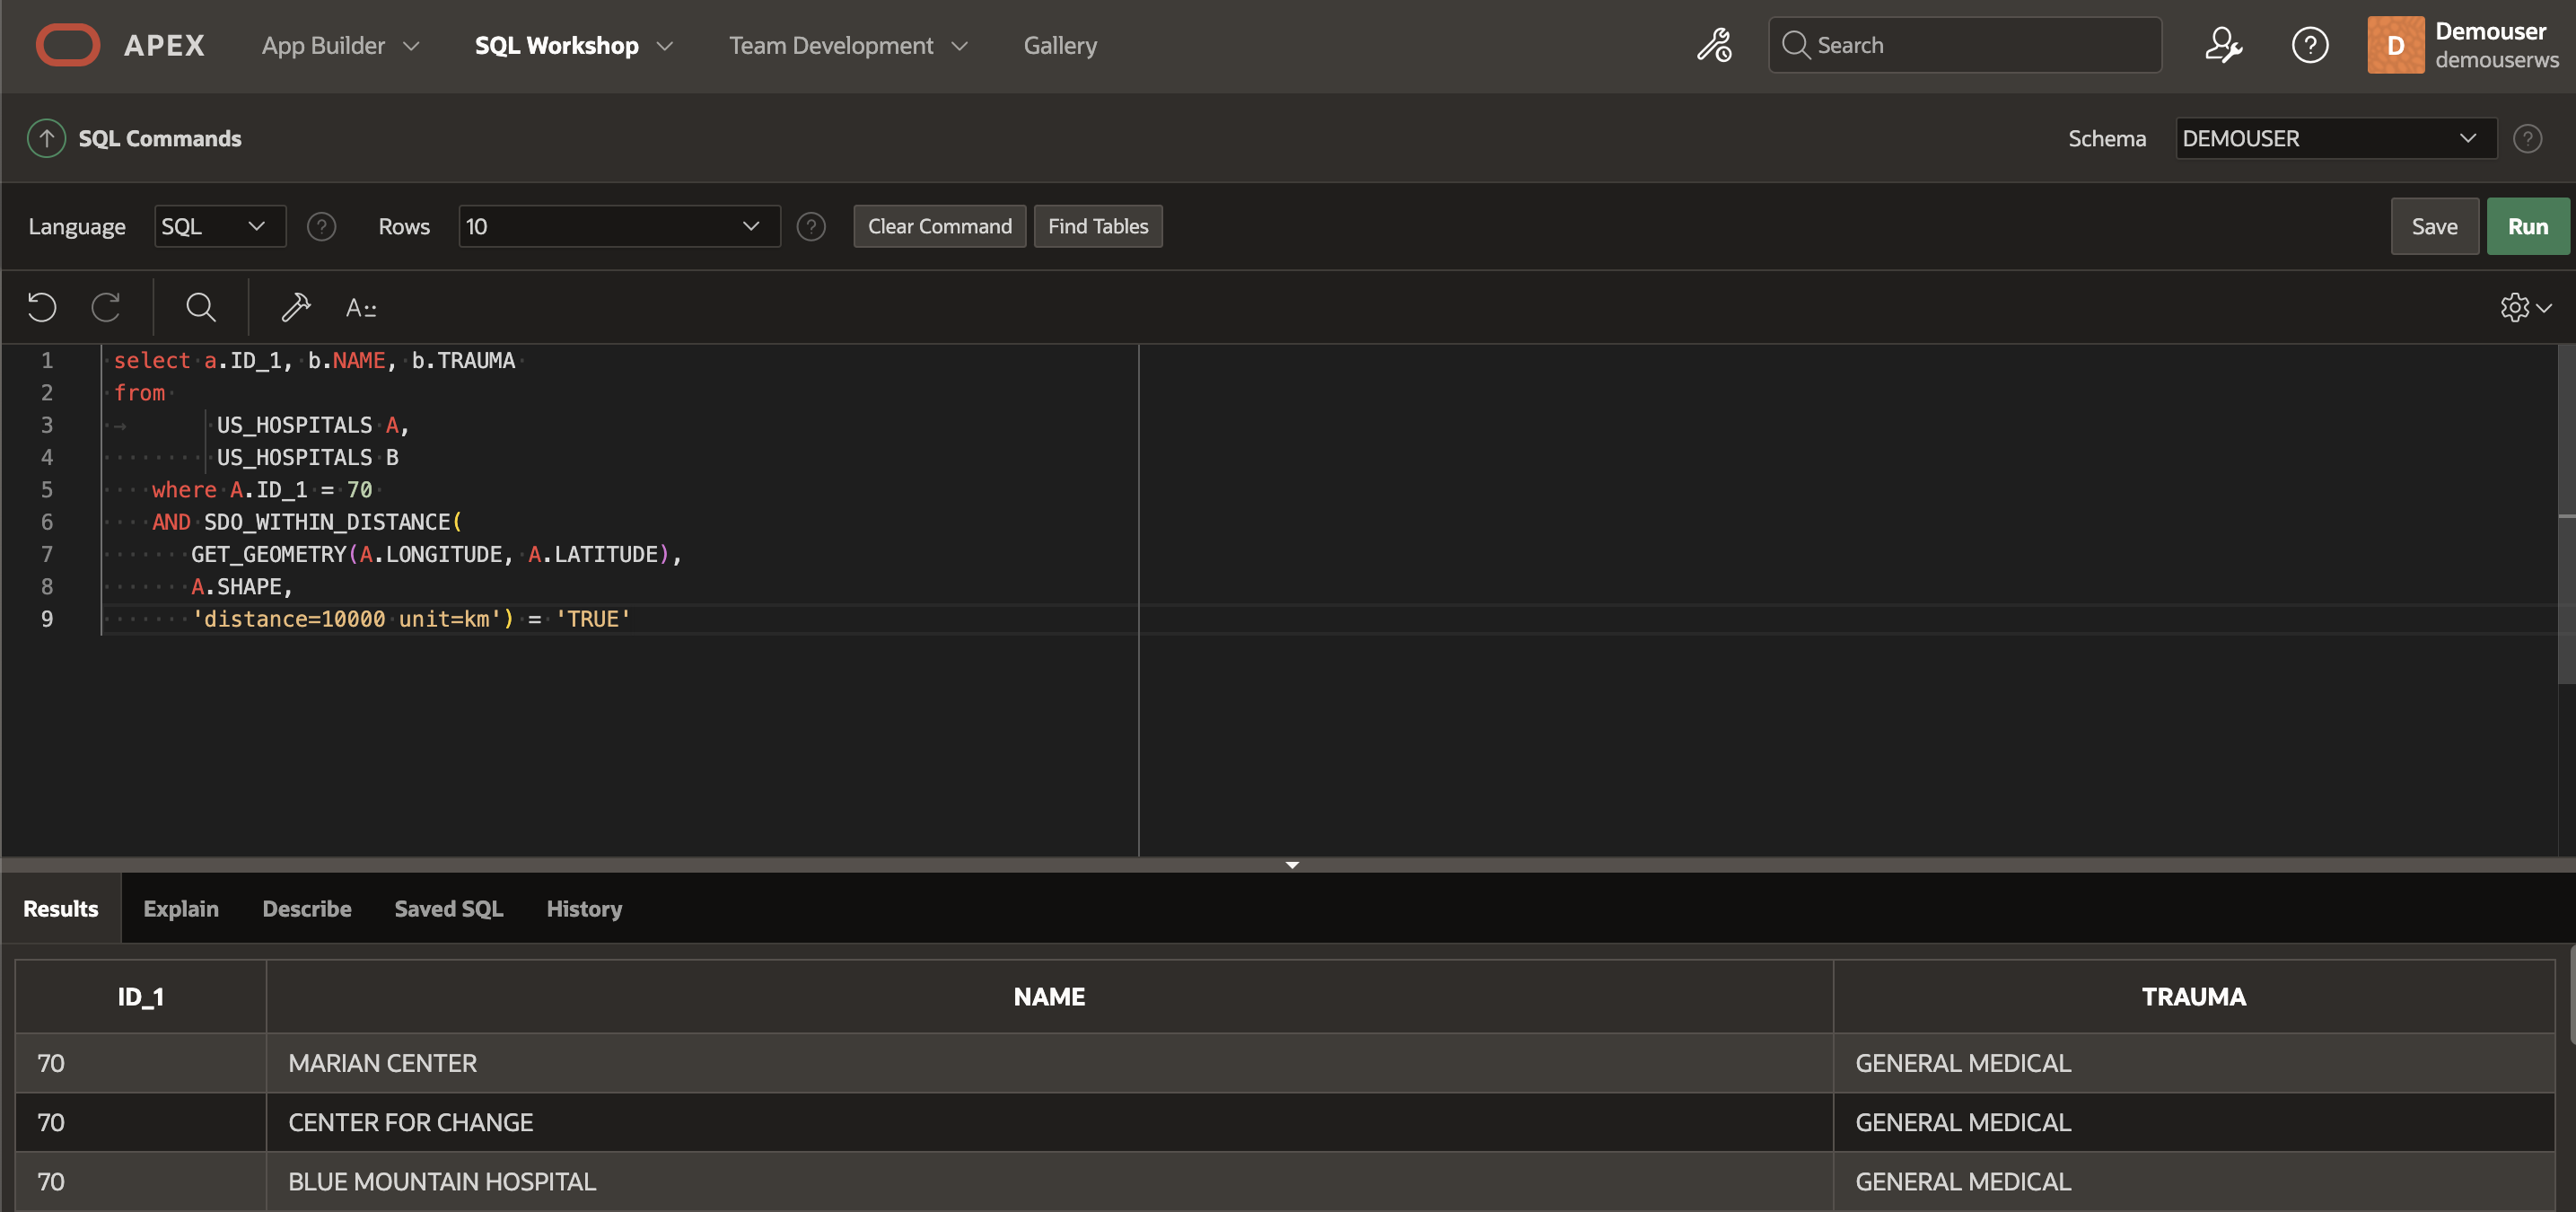 APEX App Builder SQL Workshop Team Development Gallery Search ? D Demouser
demouserws
SQL Commands Schema DEMOUSER ?
Language SQL ? Rows 10 ? Clear Command Find Tables Save Run
A::
1 select a.ID_1, b.NAME, b.TRAUMA
2 from
3 US_HOSPITALS A,
4 US_HOSPITALS B
5 where A.ID_1 = 70
6 AND SDO_WITHIN_DISTANCE(
7 GET_GEOMETRY(A.LONGITUDE, A.LATITUDE),
8 A.SHAPE,
9 'distance=10000 unit=km') = 'TRUE'
Results Explain Describe Saved SQL History
ID_1 NAME TRAUMA
70 MARIAN CENTER GENERAL MEDICAL
70 CENTER FOR CHANGE GENERAL MEDICAL
70 BLUE MOUNTAIN HOSPITAL GENERAL MEDICAL